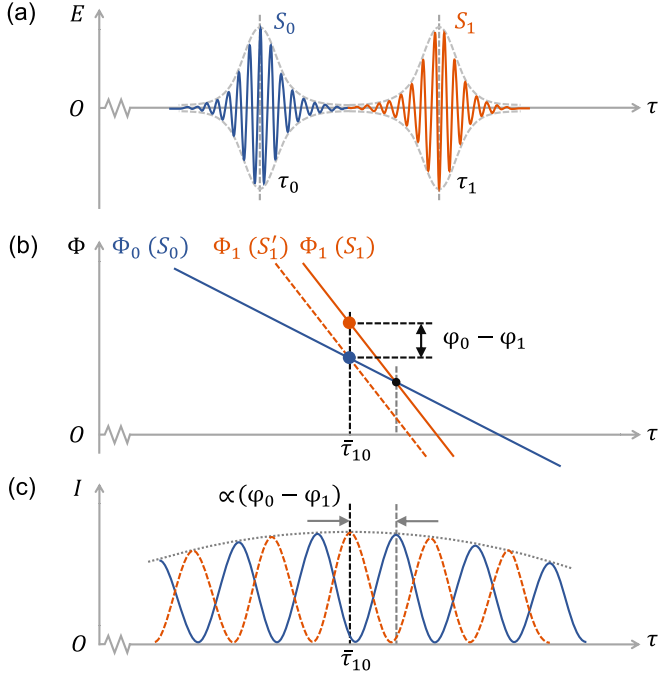 (a)
E
S₀
S₁
O
τ
τ₀
τ₁
(b)
Φ
Φ₀ (S₀)
Φ₁ (S₁′)
Φ₁ (S₁)
φ₀ − φ₁
O
τ̄₁₀
τ
(c)
I
∝(φ₀ − φ₁)
O
τ̄₁₀
τ